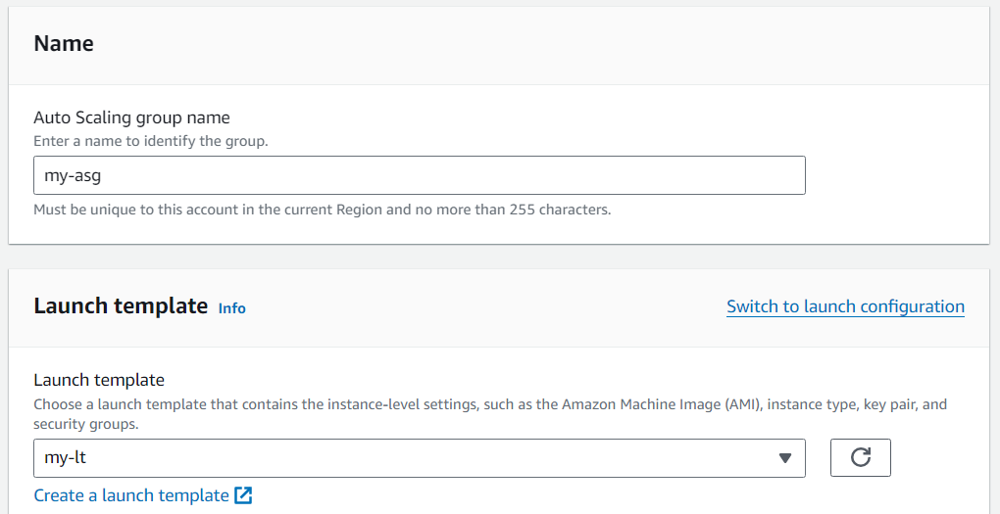 Name
Auto Scaling group name
Enter a name to identify the group.
my-asg
Must be unique to this account in the current Region and no more than 255 characters.
Launch template Info
Switch to launch configuration
Launch template
Choose a launch template that contains the instance-level settings, such as the Amazon Machine Image (AMI), instance type, key pair, and
security groups.
my-lt
Create a launch template